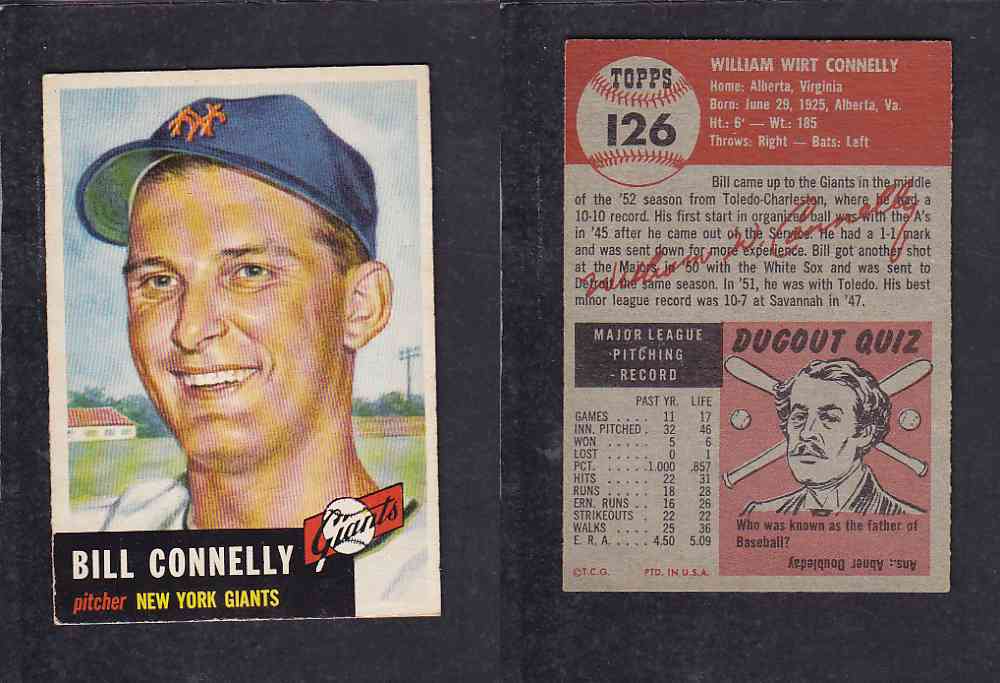 NY
Giants
BILL CONNELLY
pitcher NEW YORK GIANTS
TOPPS
126
WILLIAM WIRT CONNELLY
Home: Alberta, Virginia
Born: June 29, 1925, Alberta, Va.
Ht.: 6' — Wt.: 185
Throws: Right — Bats: Left
Bill came up to the Giants in the middle
of the '52 season from Toledo-Charleston, where he had a
10-10 record. His first start in organized ball was with the A's
in '45 after he came out of the Service. He had a 1-1 mark
and was sent down for more experience. Bill got another shot
at the Majors in '50 with the White Sox and was sent to
Detroit the same season. In '51, he was with Toledo. His best
minor league record was 10-7 at Savannah in '47.
William W. Connelly
MAJOR LEAGUE
·PITCHING
·RECORD
PAST YR. LIFE
GAMES .... 11 17
INN. PITCHED . 32 46
WON ..... 5 6
LOST ..... 0 1
PCT. .... 1.000 .857
HITS ..... 22 31
RUNS ..... 18 28
ERN. RUNS .. 16 26
STRIKEOUTS . 22 22
WALKS .... 25 36
E. R. A. .... 4.50 5.09
©T.C.G. PTD. IN U.S.A.
DUGOUT QUIZ
Who was known as the father of
Baseball?
Ans.: Abner Doubleday